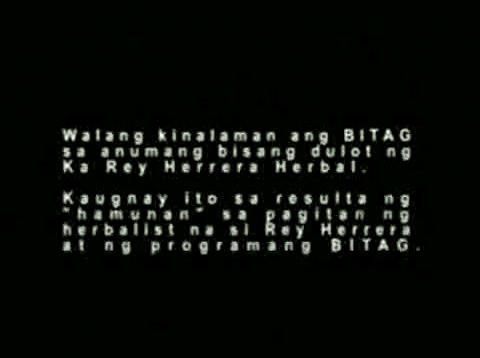 Walang kinalaman ang BITAG
sa anumang bisang dulot ng
Ka Rey Herrera Herbal.
Kaugnay ito sa resulta ng
"hamunan" sa pagitan ng
herbalist na si Rey Herrera
at ng programang BITAG.